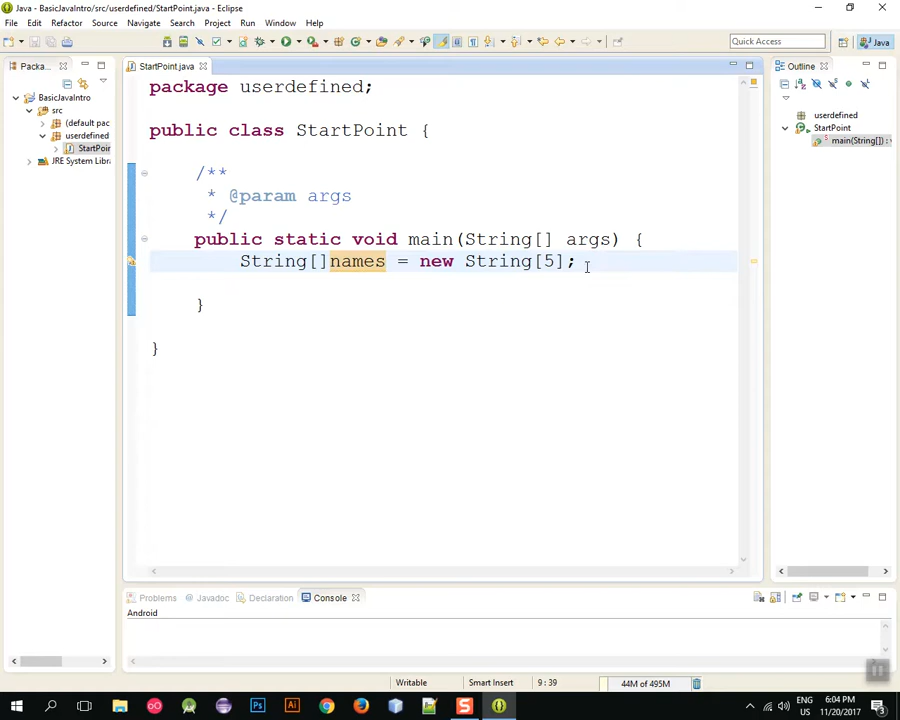 Java - BasicJavaIntro/src/userdefined/StartPoint.java - Eclipse
File Edit Refactor Source Navigate Search Project Run Window Help
Quick Access
Java
Packa...
StartPoint.java
Outline
BasicJavaIntro
src
(default pac
userdefined
StartPoin
JRE System Libra
package userdefined;
public class StartPoint {
/**
* @param args
*/
public static void main(String[] args) {
String[]names = new String[5];
}
}
userdefined
StartPoint
main(String[]) : v
Problems Javadoc Declaration Console
Android
Writable Smart Insert 9 : 39 44M of 495M
ENG 6:04 PM
US 11/20/2017
3